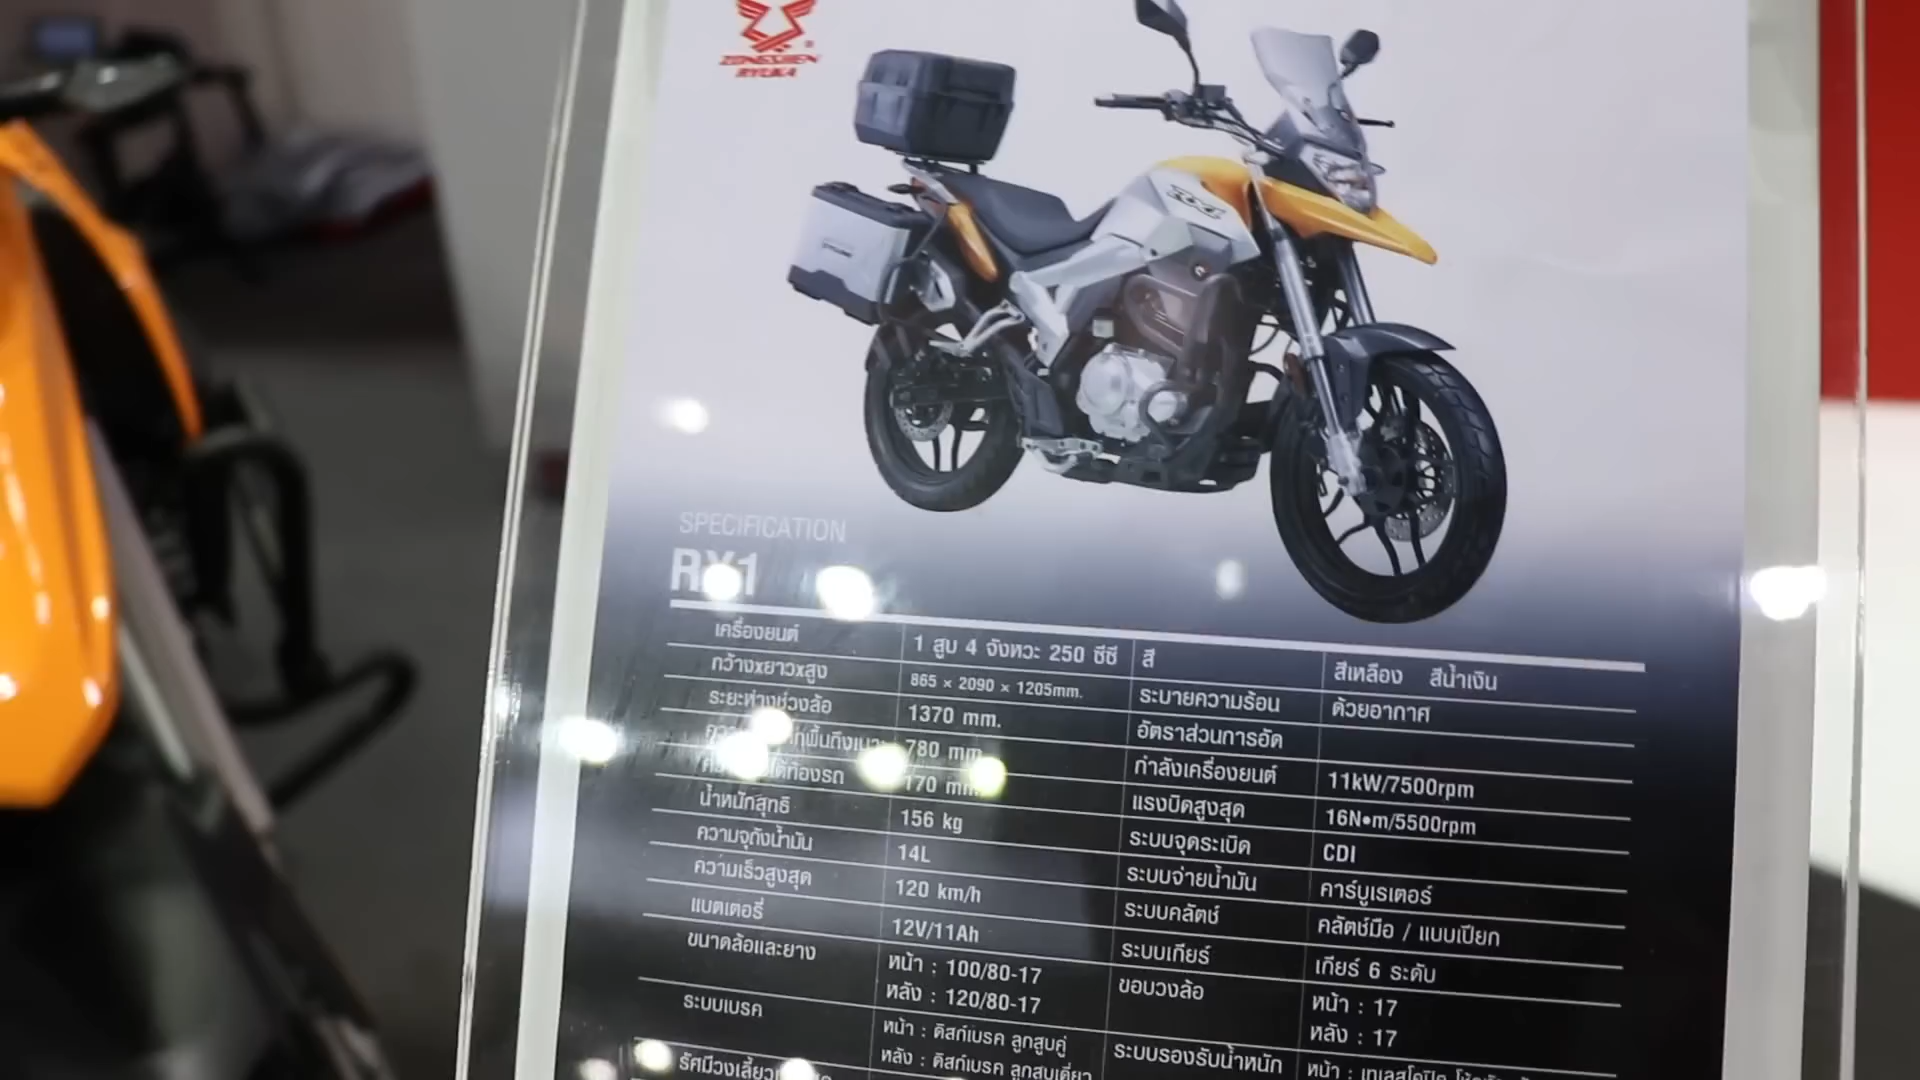 ZONGSHEN
RYUKA
SPECIFICATION
RX1
เครื่องยนต์ 1 สูบ 4 จังหวะ 250 ซีซี สี สีเหลือง สีน้ำเงิน
กว้างxยาวxสูง 865 × 2090 × 1205mm. ระบายความร้อน ด้วยอากาศ
ระยะห่างช่วงล้อ 1370 mm. อัตราส่วนการอัด
780 mm กำลังเครื่องยนต์ 11kW/7500rpm
170 mm แรงบิดสูงสุด 16N•m/5500rpm
น้ำหนักสุทธิ 156 kg ระบบจุดระเบิด CDI
ความจุถังน้ำมัน 14L ระบบจ่ายน้ำมัน คาร์บูเรเตอร์
ความเร็วสูงสุด 120 km/h ระบบคลัตช์ คลัตช์มือ / แบบเปียก
แบตเตอรี่ 12V/11Ah ระบบเกียร์ เกียร์ 6 ระดับ
ขนาดล้อและยาง หน้า : 100/80-17 ขอบวงล้อ หน้า : 17
หลัง : 120/80-17 หลัง : 17
ระบบเบรค หน้า : ดิสก์เบรค ลูกสูบคู่ ระบบรองรับน้ำหนัก หน้า :
หลัง : ดิสก์เบรค ลูกสูบเดี่ยว